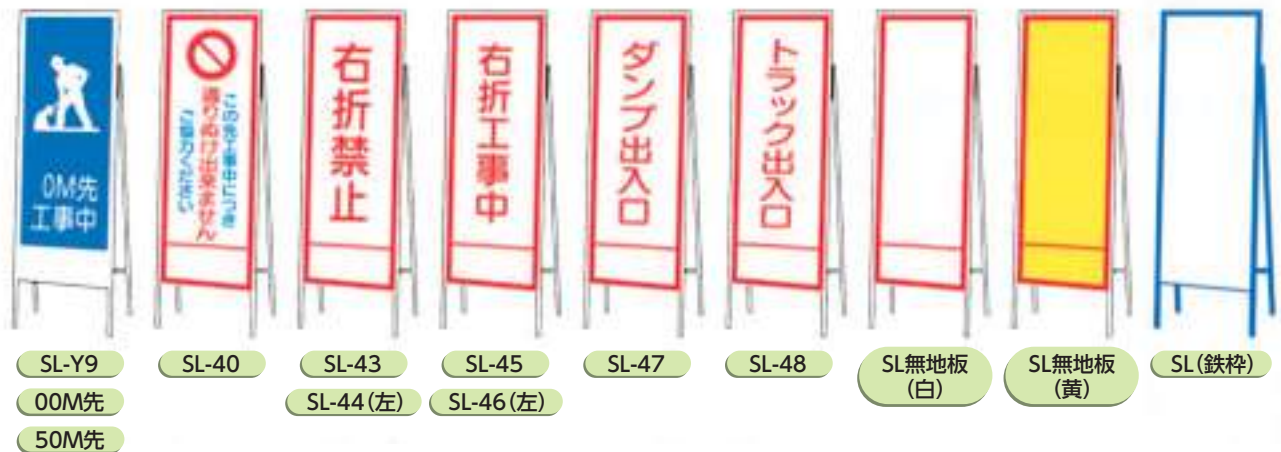 0M先
工事中
この先工事中につき
通りぬけ出来ません
ご協力ください
右折禁止
右折工事中
ダンプ出入口
トラック出入口
SL-Y9
00M先
50M先
SL-40
SL-43
SL-44(左)
SL-45
SL-46(左)
SL-47
SL-48
SL無地板
(白)
SL無地板
(黄)
SL(鉄枠)